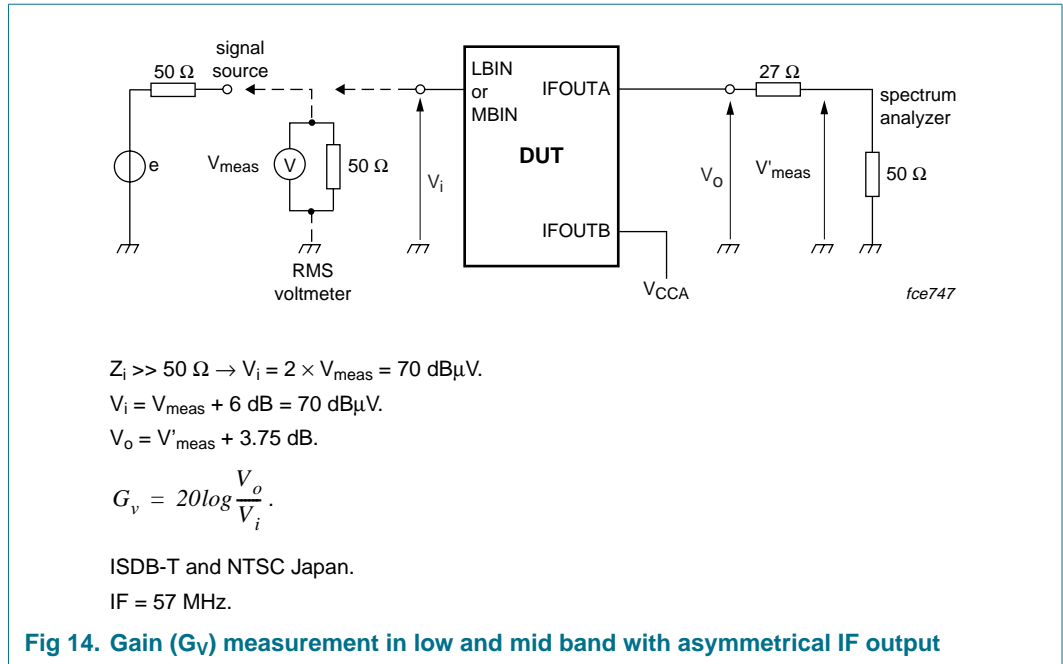 signal
source
50 Ω
e
Vmeas
V
50 Ω
RMS
voltmeter
Vi
LBIN
or
MBIN
IFOUTA
DUT
IFOUTB
VCCA
27 Ω
Vo
V'meas
spectrum
analyzer
50 Ω
fce747
Zi >> 50 Ω → Vi = 2 × Vmeas = 70 dBμV.
Vi = Vmeas + 6 dB = 70 dBμV.
Vo = V'meas + 3.75 dB.
Gv = 20log Vo/Vi.
ISDB-T and NTSC Japan.
IF = 57 MHz.
Fig 14. Gain (GV) measurement in low and mid band with asymmetrical IF output